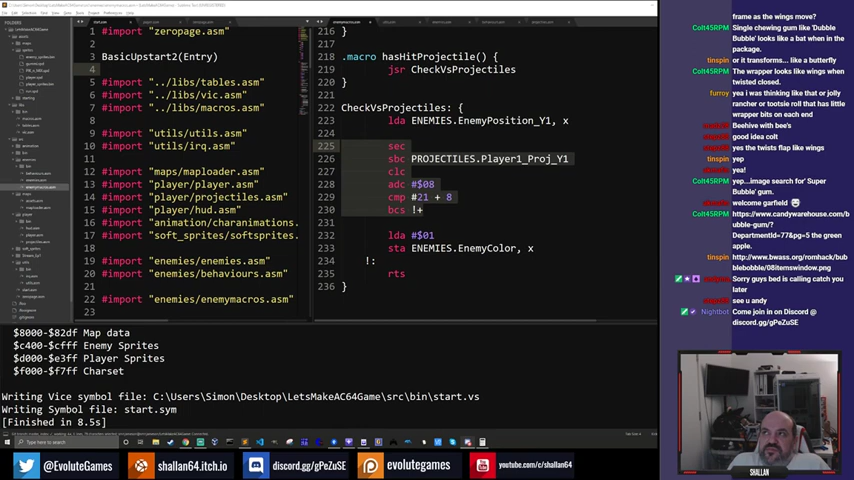 FOLDERS
1 #import "zeropage.asm"
2
3 BasicUpstart2(Entry)
4
5 #import "../libs/tables.asm"
6 #import "../libs/vic.asm"
7 #import "../libs/macros.asm"
8
9 #import "utils/utils.asm"
10 #import "utils/irq.asm"
11
12 #import "maps/maploader.asm"
13 #import "player/player.asm"
14 #import "player/projectiles.asm"
15 #import "player/hud.asm"
16 #import "animation/charanimations.
17 #import "soft_sprites/softsprites.
18
19 #import "enemies/enemies.asm"
20 #import "enemies/behaviours.asm"
21
22 #import "enemies/enemymacros.asm"
23
216 }
217
218 .macro hasHitProjectile() {
219 jsr CheckVsProjectiles
220 }
221
222 CheckVsProjectiles: {
223 lda ENEMIES.EnemyPosition_Y1, x
224
225 sec
226 sbc PROJECTILES.Player1_Proj_Y1
227 clc
228 adc #$08
229 cmp #21 + 8
230 bcs !+
231
232 lda #$01
233 sta ENEMIES.EnemyColor, x
234 !:
235 rts
236 }
$8000-$82df Map data
$c400-$cfff Enemy Sprites
$d000-$e3ff Player Sprites
$f000-$f7ff Charset
Writing Vice symbol file: C:\Users\Simon\Desktop\LetsMakeAC64Game\src\bin\start.vs
Writing Symbol file: start.sym
[Finished in 8.5s]
frame as the wings move?
Colt45RPM: Single chewing gum like 'Dubble Bubble' looks like a bat when in the package.
tinspin: or it transforms.. like a butterfly
Colt45RPM: The wrapper looks like wings when twisted closed.
furroy: yea i was thinking like that or jolly rancher or tootsie roll that has little wrapper bits on each end
Beehive with bee's
good idea colt
yes the twists flap like wings
tinspin: yep
yea!
Colt45RPM: yep...image search for' Super Bubble' gum.
welcome garfield
Colt45RPM: https://www.candywarehouse.com/bubble-gum/?DepartmentId=77&pg=5 the green apple.
tinspin: http://www.bwass.org/romhack/bubblebobble/08itemswindow.png
Sorry guys bed is calling catch you later
see u andy
Nightbot: Come join in on Discord @ discord.gg/gPeZuSE
SHALLAN
@EvoluteGames
shallan64.itch.io
discord.gg/gPeZuSE
evolutegames
youtube.com/c/shallan64